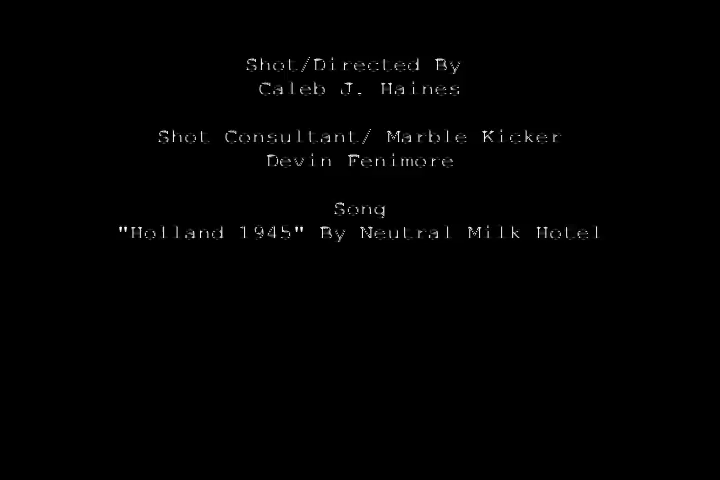 Shot/Directed By
Caleb J. Haines
Shot Consultant/ Marble Kicker
Devin Fenimore
Song
"Holland 1945" By Neutral Milk Hotel